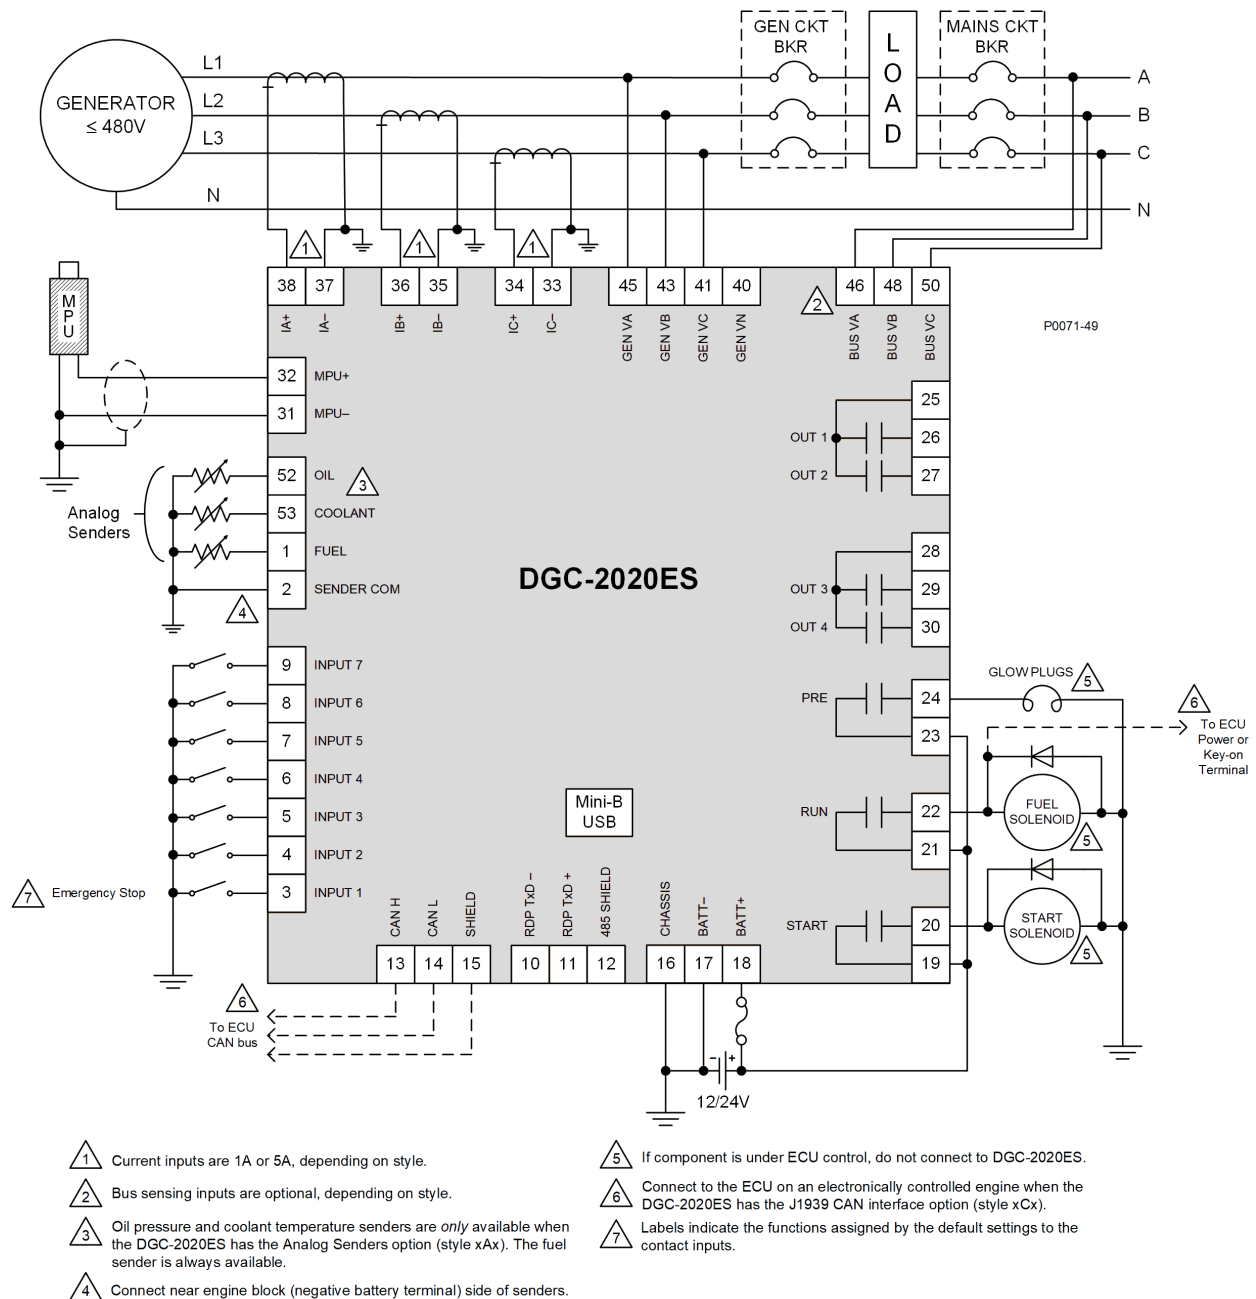 GEN CKT
BKR
LOAD
MAINS CKT
BKR
GENERATOR
≤ 480V
L1
L2
L3
N
A
B
C
N
1
1
1
MPU
38
37
36
35
34
33
45
43
41
40
46
48
50
2
IA+
IA–
IB+
IB–
IC+
IC–
GEN VA
GEN VB
GEN VC
GEN VN
BUS VA
BUS VB
BUS VC
P0071-49
32
MPU+
31
MPU–
52
OIL
3
53
COOLANT
1
FUEL
2
SENDER COM
4
Analog
Senders
DGC-2020ES
25
OUT 1
26
OUT 2
27
28
OUT 3
29
OUT 4
30
9
INPUT 7
8
INPUT 6
7
INPUT 5
6
INPUT 4
5
INPUT 3
4
INPUT 2
3
INPUT 1
7
Emergency Stop
PRE
24
23
GLOW PLUGS
5
6
To ECU
Power or
Key-on
Terminal
RUN
22
21
FUEL
SOLENOID
5
START
20
19
START
SOLENOID
5
Mini-B
USB
CAN H
CAN L
SHIELD
RDP TxD –
RDP TxD +
485 SHIELD
CHASSIS
BATT–
BATT+
13
14
15
10
11
12
16
17
18
6
To ECU
CAN bus
- +
12/24V
1 Current inputs are 1A or 5A, depending on style.
2 Bus sensing inputs are optional, depending on style.
3 Oil pressure and coolant temperature senders are only available when
the DGC-2020ES has the Analog Senders option (style xAx). The fuel
sender is always available.
4 Connect near engine block (negative battery terminal) side of senders.
5 If component is under ECU control, do not connect to DGC-2020ES.
6 Connect to the ECU on an electronically controlled engine when the
DGC-2020ES has the J1939 CAN interface option (style xCx).
7 Labels indicate the functions assigned by the default settings to the
contact inputs.